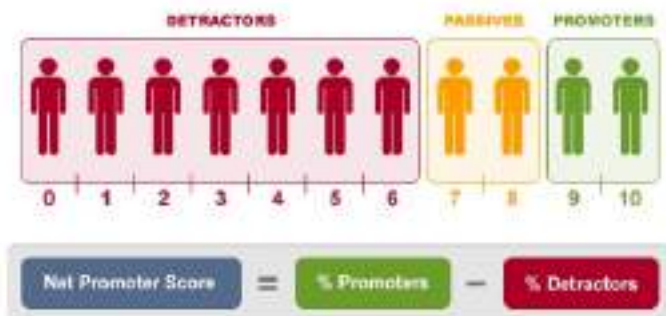 DETRACTORS PASSIVES PROMOTERS
0 1 2 3 4 5 6 7 8 9 10
Net Promoter Score = % Promoters − % Detractors